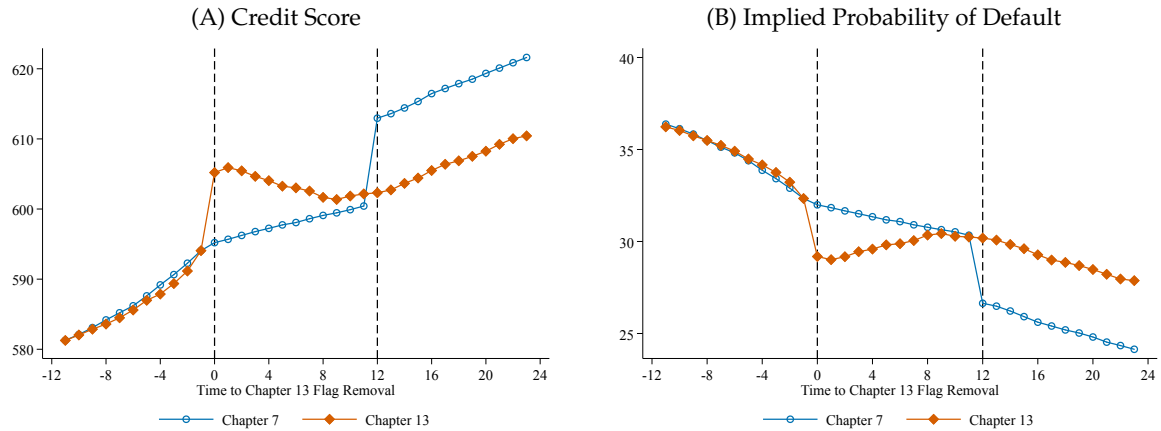 (A) Credit Score
620
610
600
590
580
-12 -8 -4 0 4 8 12 16 20 24
Time to Chapter 13 Flag Removal
Chapter 7 Chapter 13
(B) Implied Probability of Default
40
35
30
25
-12 -8 -4 0 4 8 12 16 20 24
Time to Chapter 13 Flag Removal
Chapter 7 Chapter 13